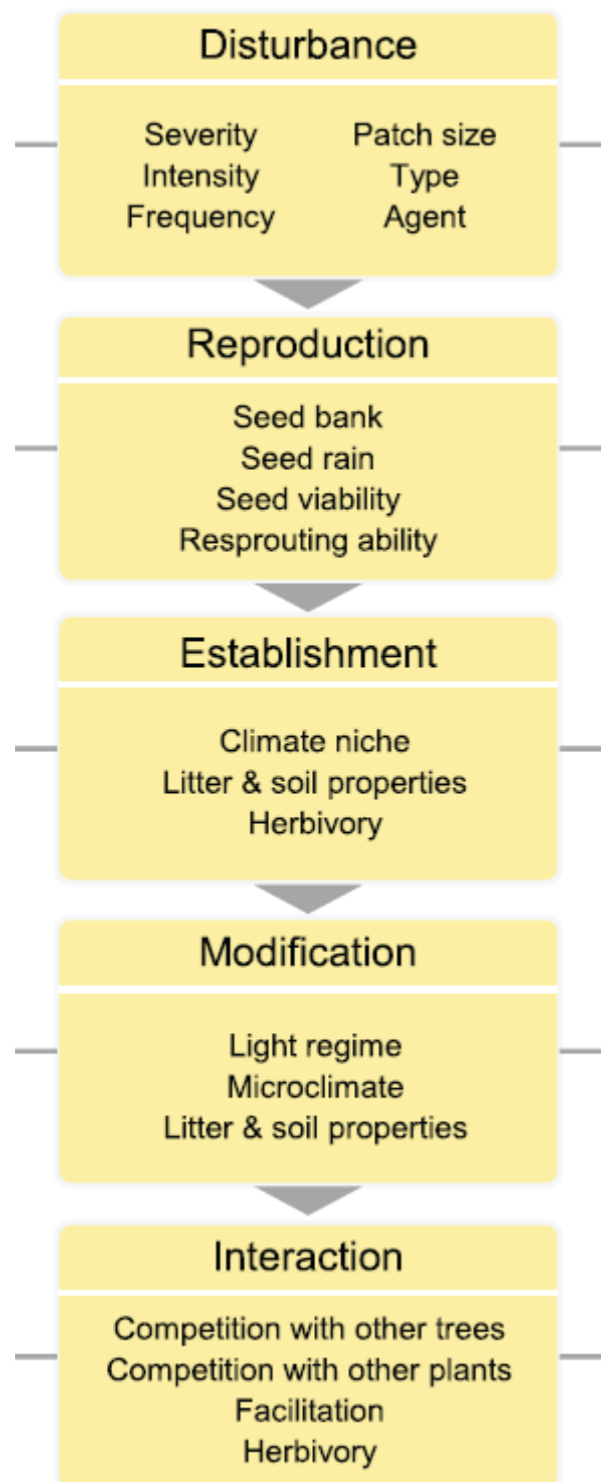 Disturbance
Severity
Intensity
Frequency
Patch size
Type
Agent
Reproduction
Seed bank
Seed rain
Seed viability
Resprouting ability
Establishment
Climate niche
Litter & soil properties
Herbivory
Modification
Light regime
Microclimate
Litter & soil properties
Interaction
Competition with other trees
Competition with other plants
Facilitation
Herbivory